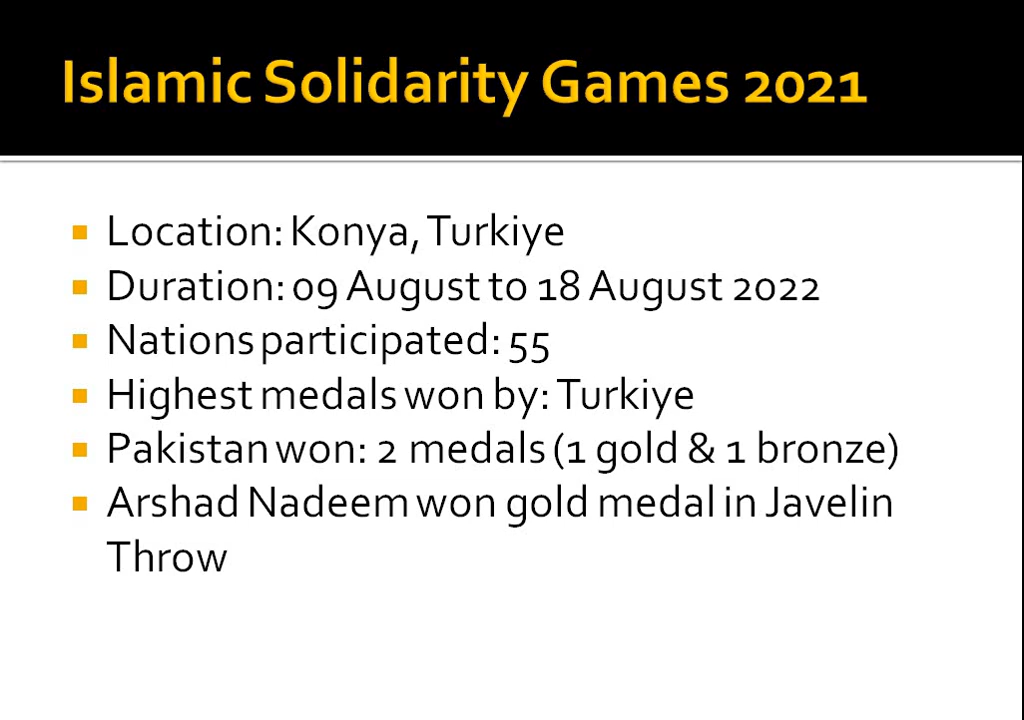 Islamic Solidarity Games 2021
Location: Konya, Turkiye
Duration: 09 August to 18 August 2022
Nations participated: 55
Highest medals won by: Turkiye
Pakistan won: 2 medals (1 gold & 1 bronze)
Arshad Nadeem won gold medal in Javelin
Throw